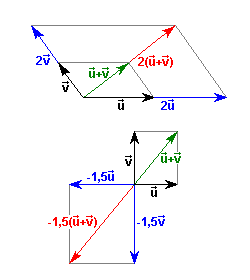 2v⃗ u⃗+v⃗ 2(u⃗+v⃗)
v⃗
u⃗ 2u⃗
v⃗ u⃗+v⃗
-1,5u⃗ u⃗
-1,5(u⃗+v⃗) -1,5v⃗